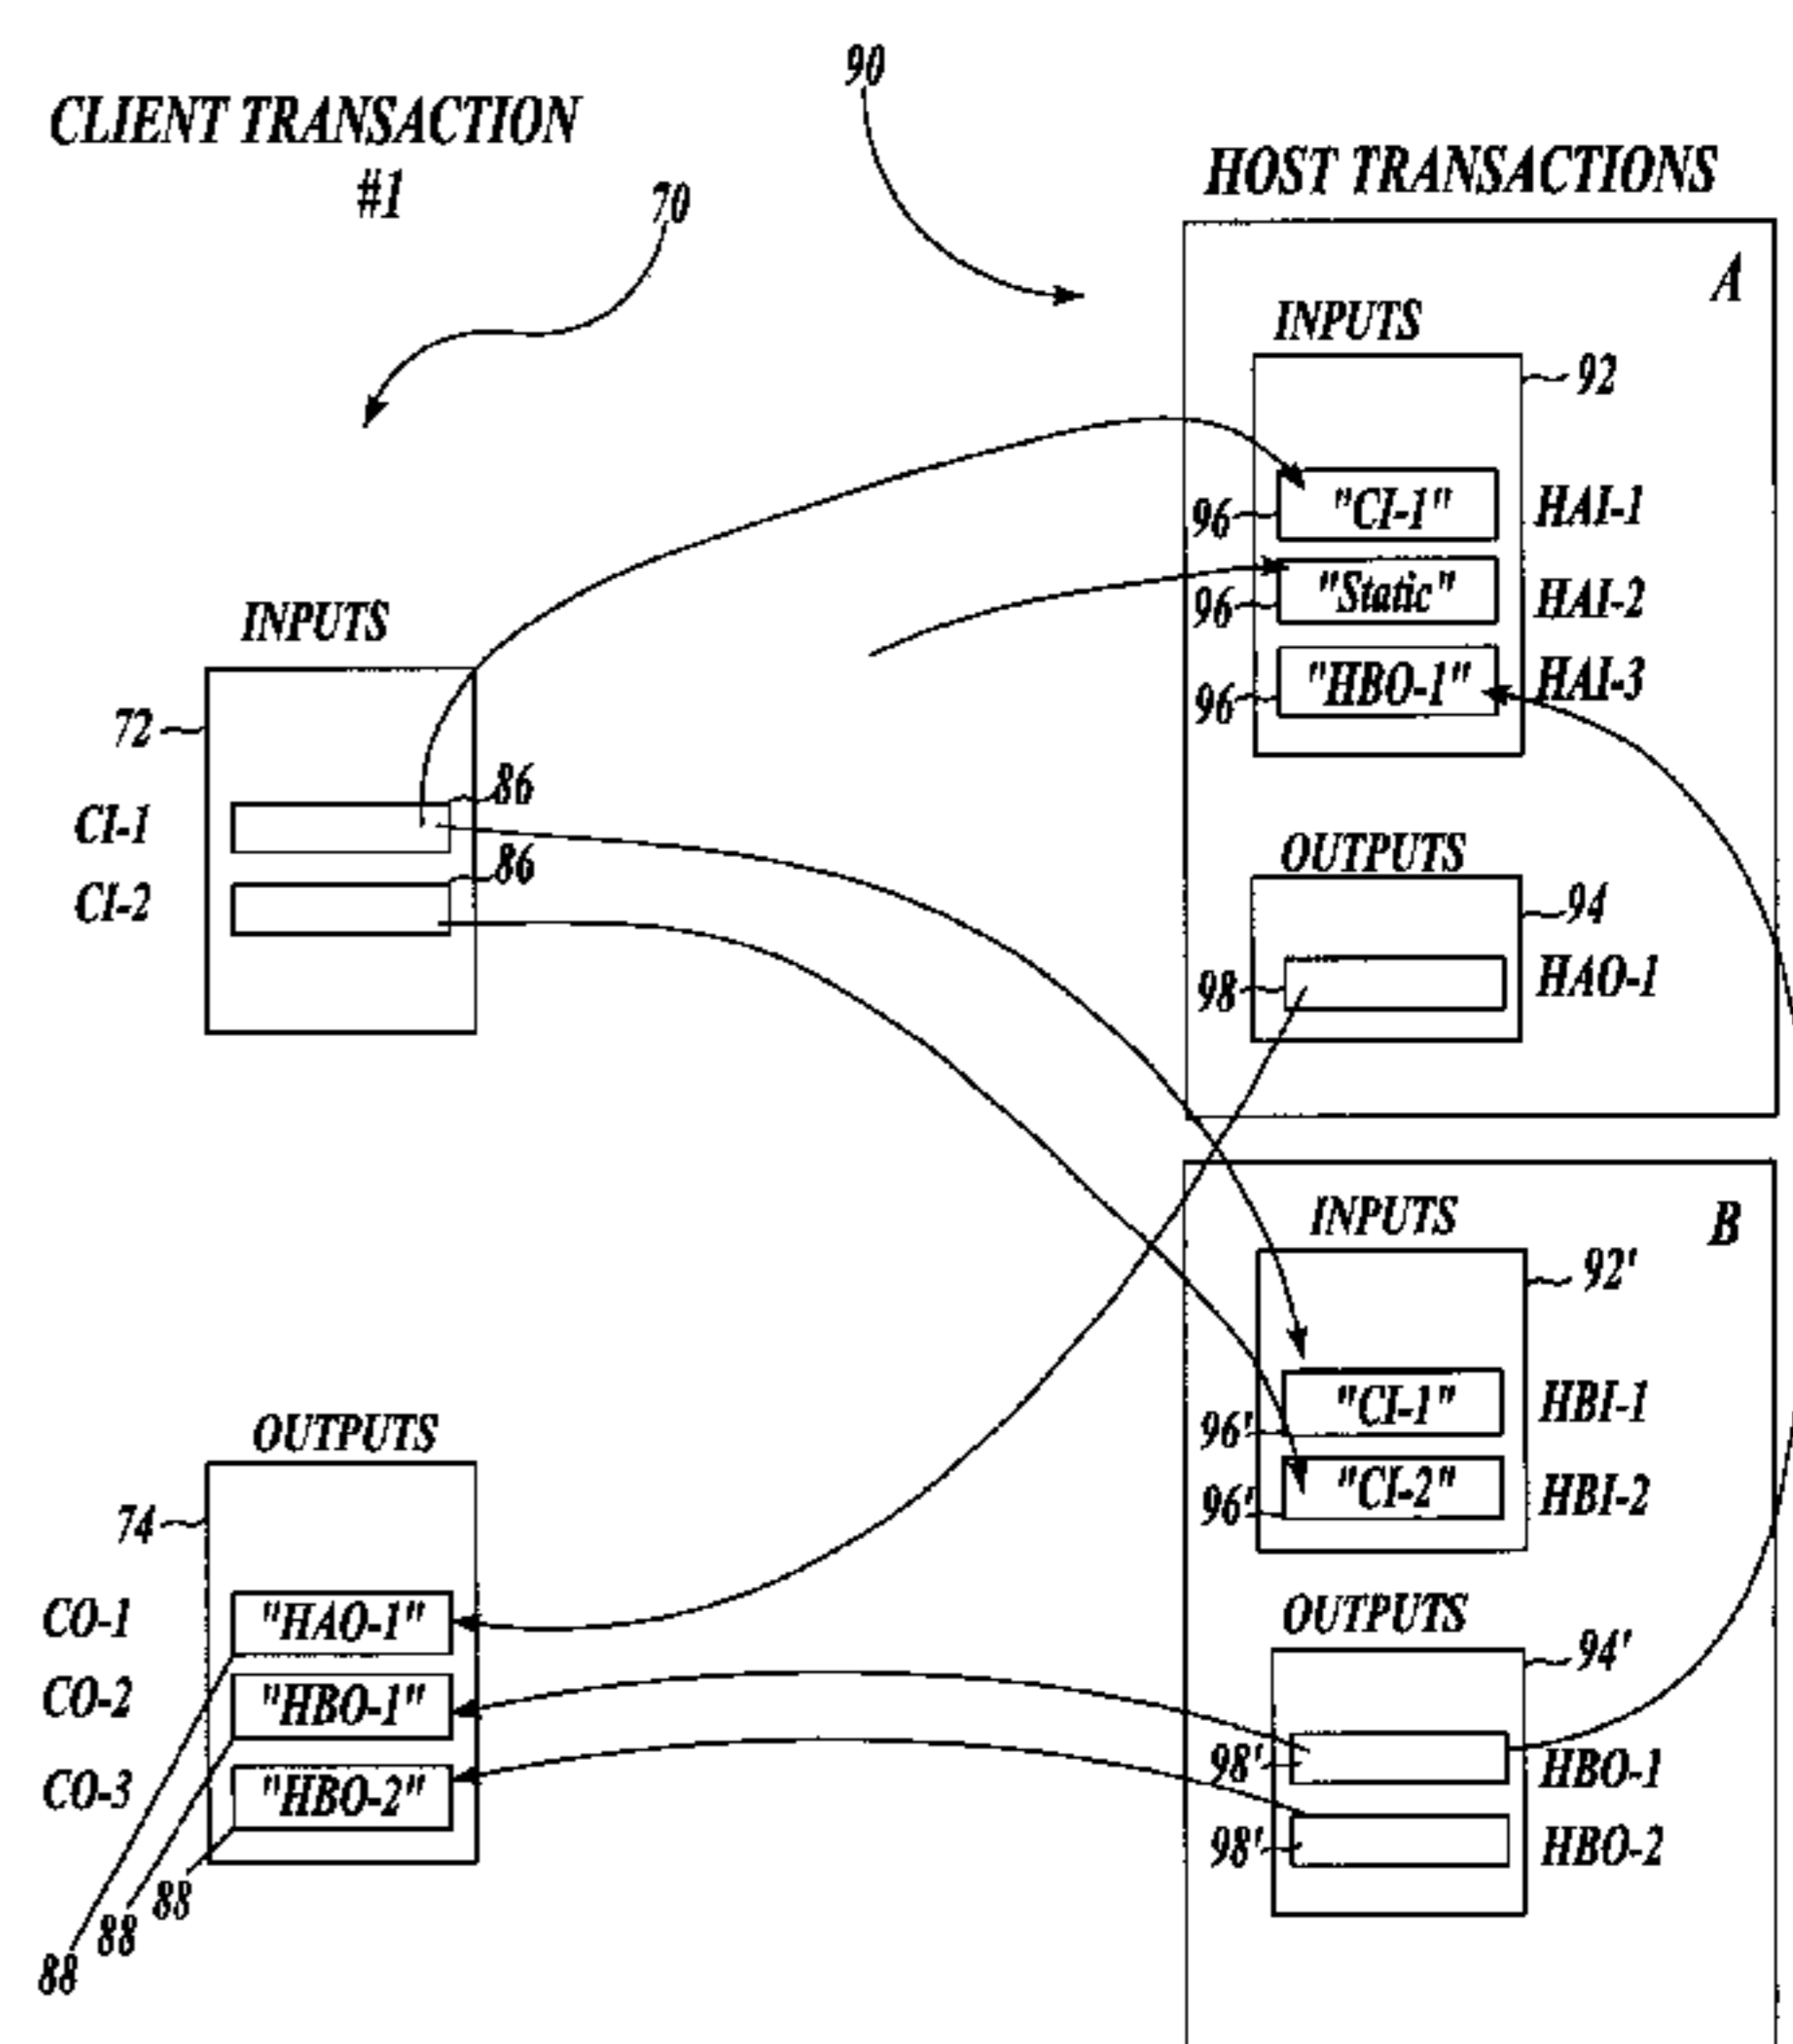 90
CLIENT TRANSACTION
#1
70
HOST TRANSACTIONS
A
INPUTS
92
96 "CI-1" HAI-1
96 "Static" HAI-2
96 "HBO-1" HAI-3
INPUTS
72
86
CI-1
86
CI-2
OUTPUTS
94
98 HAO-1
B
INPUTS
92'
96' "CI-1" HBI-1
96' "CI-2" HBI-2
OUTPUTS
74
CO-1 "HAO-1"
CO-2 "HBO-1"
CO-3 "HBO-2"
88
88
88
OUTPUTS
94'
98' HBO-1
98' HBO-2